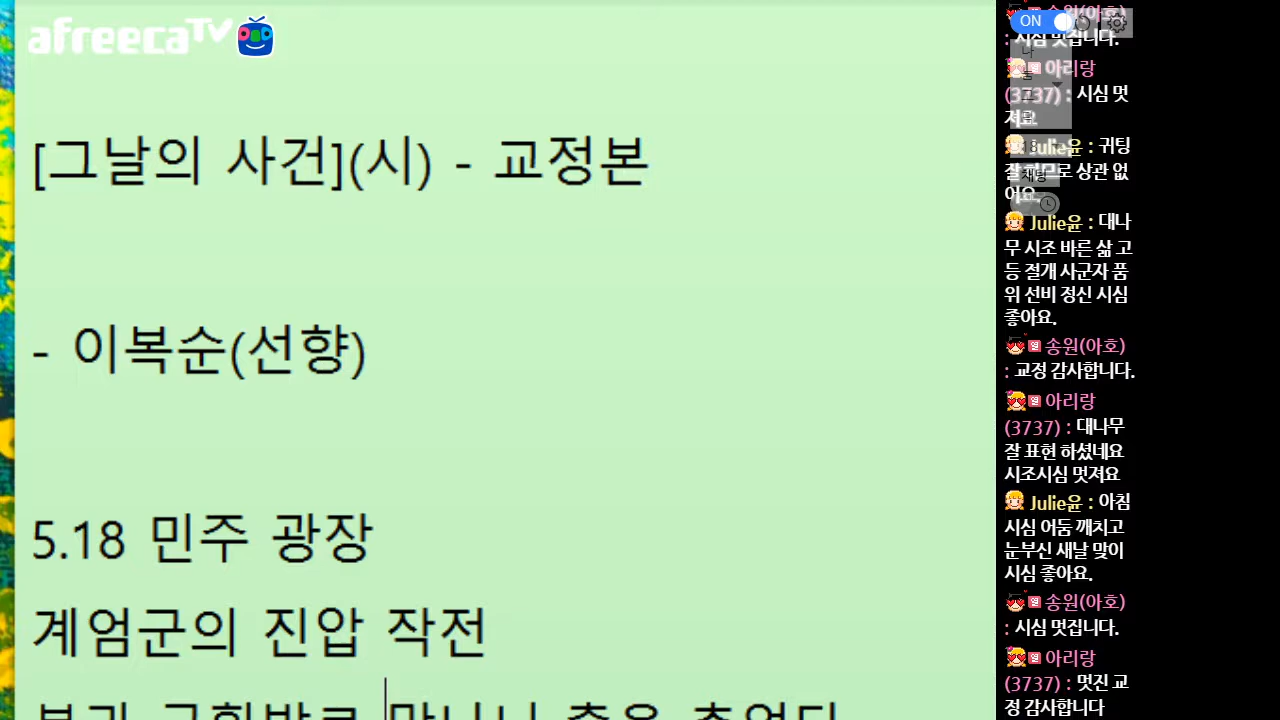 afreecaTV
[그날의 사건](시) - 교정본
- 이복순(선향)
5.18 민주 광장
계엄군의 진압 작전
송원(아호)
: 시심 멋집니다.
ON
아리랑
(3737) : 시심 멋
져요
Julie윤 : 귀팅
상관 없
어요.
채팅
Julie윤 : 대나
무 시조 바른 삶 고
등 절개 사군자 품
위 선비 정신 시심
좋아요.
송원(아호)
: 교정 감사합니다.
아리랑
(3737) : 대나무
잘 표현 하셨네요
시조시심 멋져요
Julie윤 : 아침
시심 어둠 깨치고
눈부신 새날 맞이
시심 좋아요.
송원(아호)
: 시심 멋집니다.
아리랑
(3737) : 멋진 교
정 감사합니다